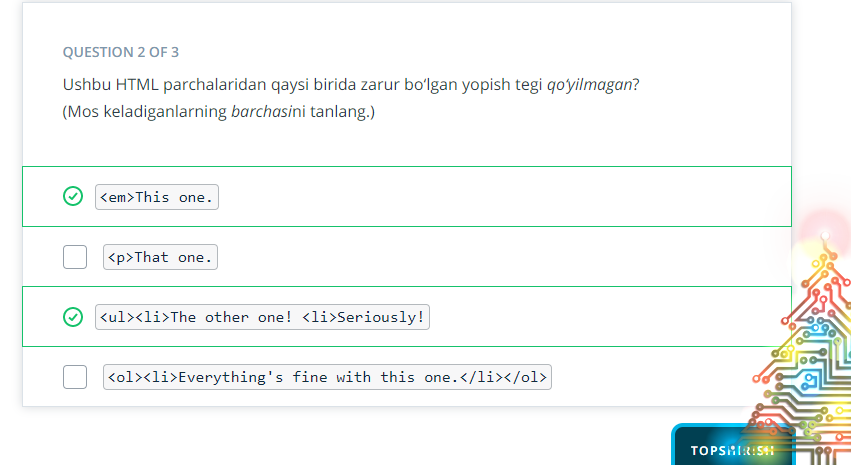 QUESTION 2 OF 3
Ushbu HTML parchalaridan qaysi birida zarur bo‘lgan yopish tegi qo‘yilmagan?
(Mos keladiganlarning barchasini tanlang.)
<em>This one.
<p>That one.
<ul><li>The other one! <li>Seriously!
<ol><li>Everything's fine with this one.</li></ol>
TOPSHIRISH